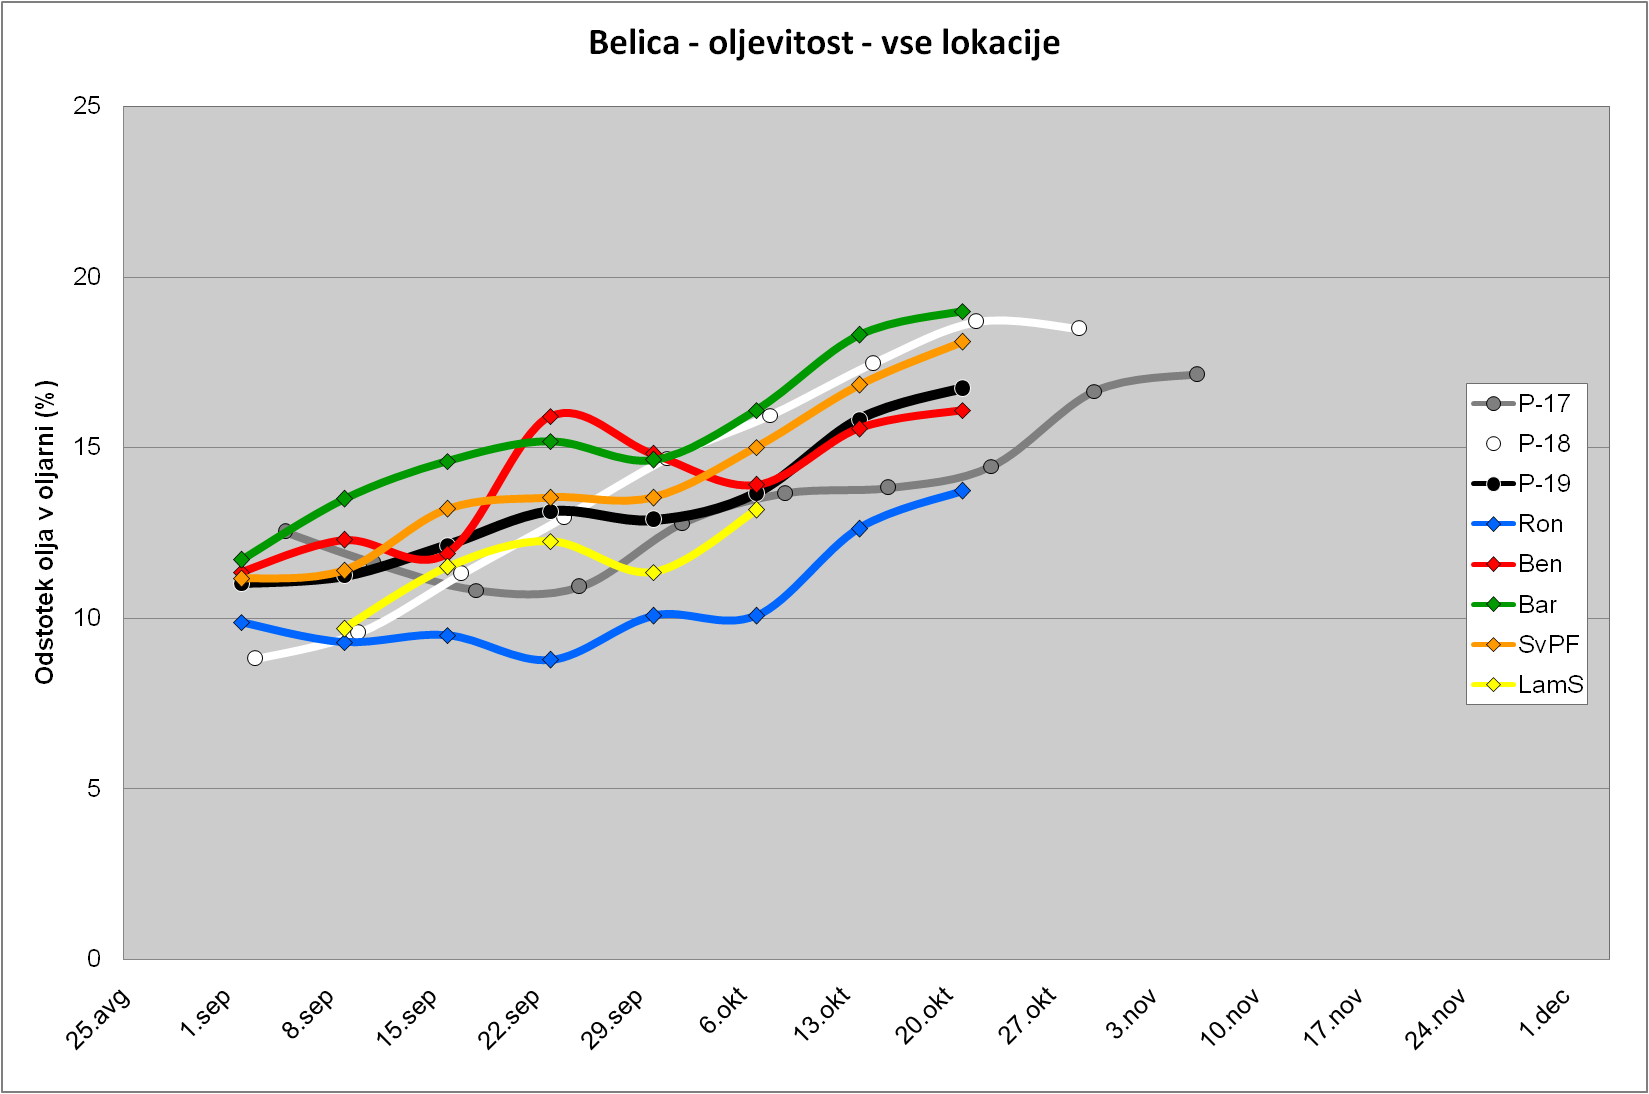 Belica - oljevitost - vse lokacije
Odstotek olja v oljarni (%)
25
20
15
10
5
0
25.avg
1.sep
8.sep
15.sep
22.sep
29.sep
6.okt
13.okt
20.okt
27.okt
3.nov
10.nov
17.nov
24.nov
1.dec
P-17
P-18
P-19
Ron
Ben
Bar
SvPF
LamS